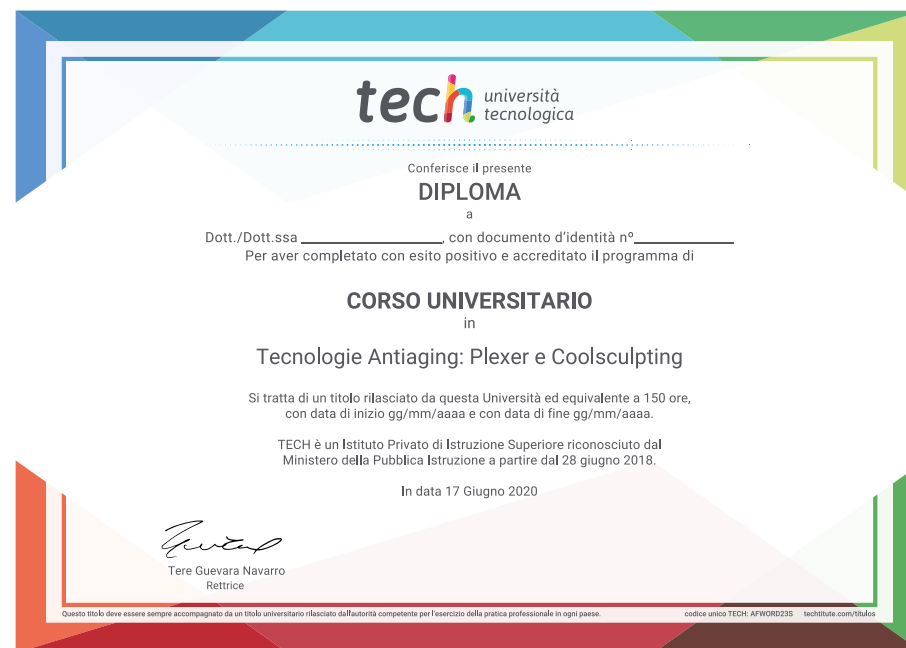 tech università
tecnologica
Conferisce il presente
DIPLOMA
a
Dott./Dott.ssa ____________________, con documento d'identità nº______________
Per aver completato con esito positivo e accreditato il programma di
CORSO UNIVERSITARIO
in
Tecnologie Antiaging: Plexer e Coolsculpting
Si tratta di un titolo rilasciato da questa Università ed equivalente a 150 ore,
con data di inizio gg/mm/aaaa e con data di fine gg/mm/aaaa.
TECH è un Istituto Privato di Istruzione Superiore riconosciuto dal
Ministero della Pubblica Istruzione a partire dal 28 giugno 2018.
In data 17 Giugno 2020
Tere Guevara Navarro
Rettrice
Questo titolo deve essere sempre accompagnato da un titolo universitario rilasciato dall'autorità competente per l'esercizio della pratica professionale in ogni paese. codice unico TECH: AFWORD23S techtitute.com/titulos